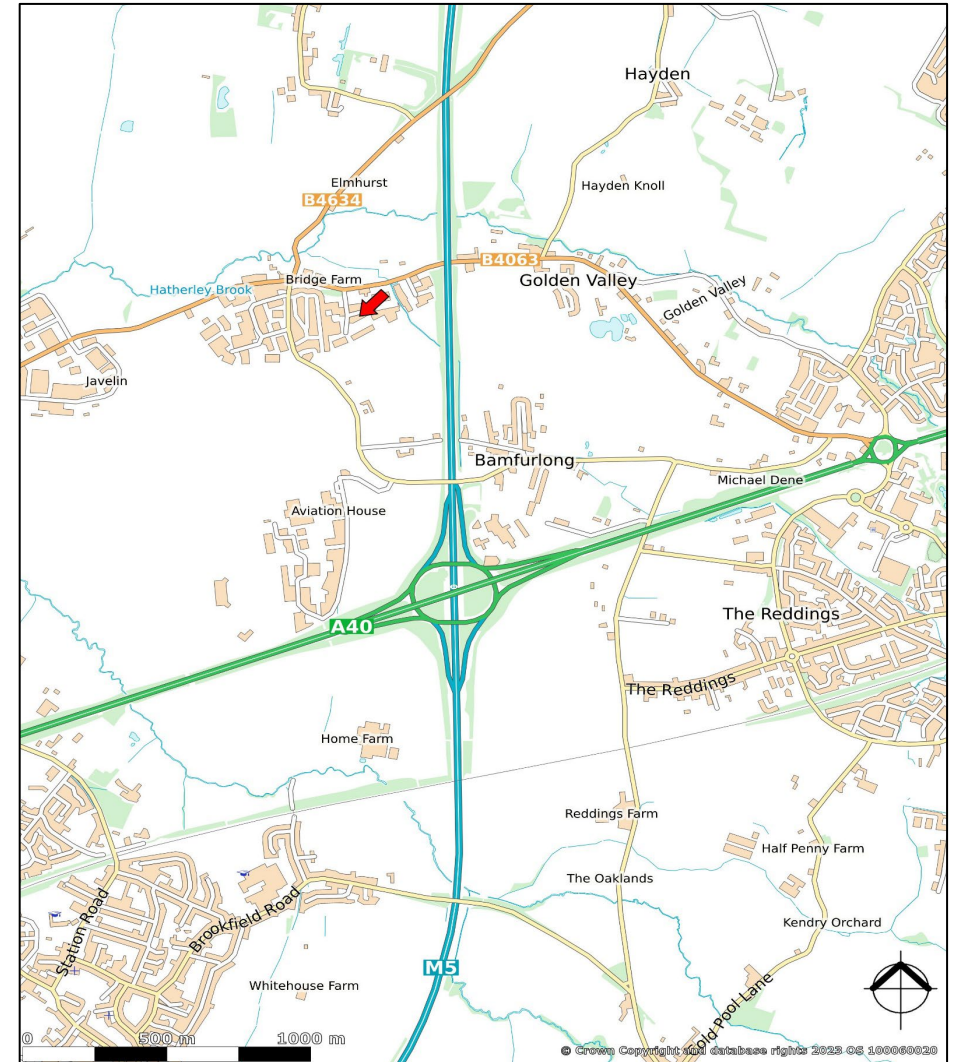 Hayden
Elmhurst
Hayden Knoll
B4634
B4063
Bridge Farm
Golden Valley
Hatherley Brook
Golden Valley
Javelin
Bamfurlong
Michael Dene
Aviation House
The Reddings
A40
The Reddings
Home Farm
Reddings Farm
Half Penny Farm
The Oaklands
Station Road
Brookfield Road
Kendry Orchard
M5
Whitehouse Farm
old Pool Lane
0 500 m 1000 m
© Crown Copyright and database rights 2023 OS 100060020